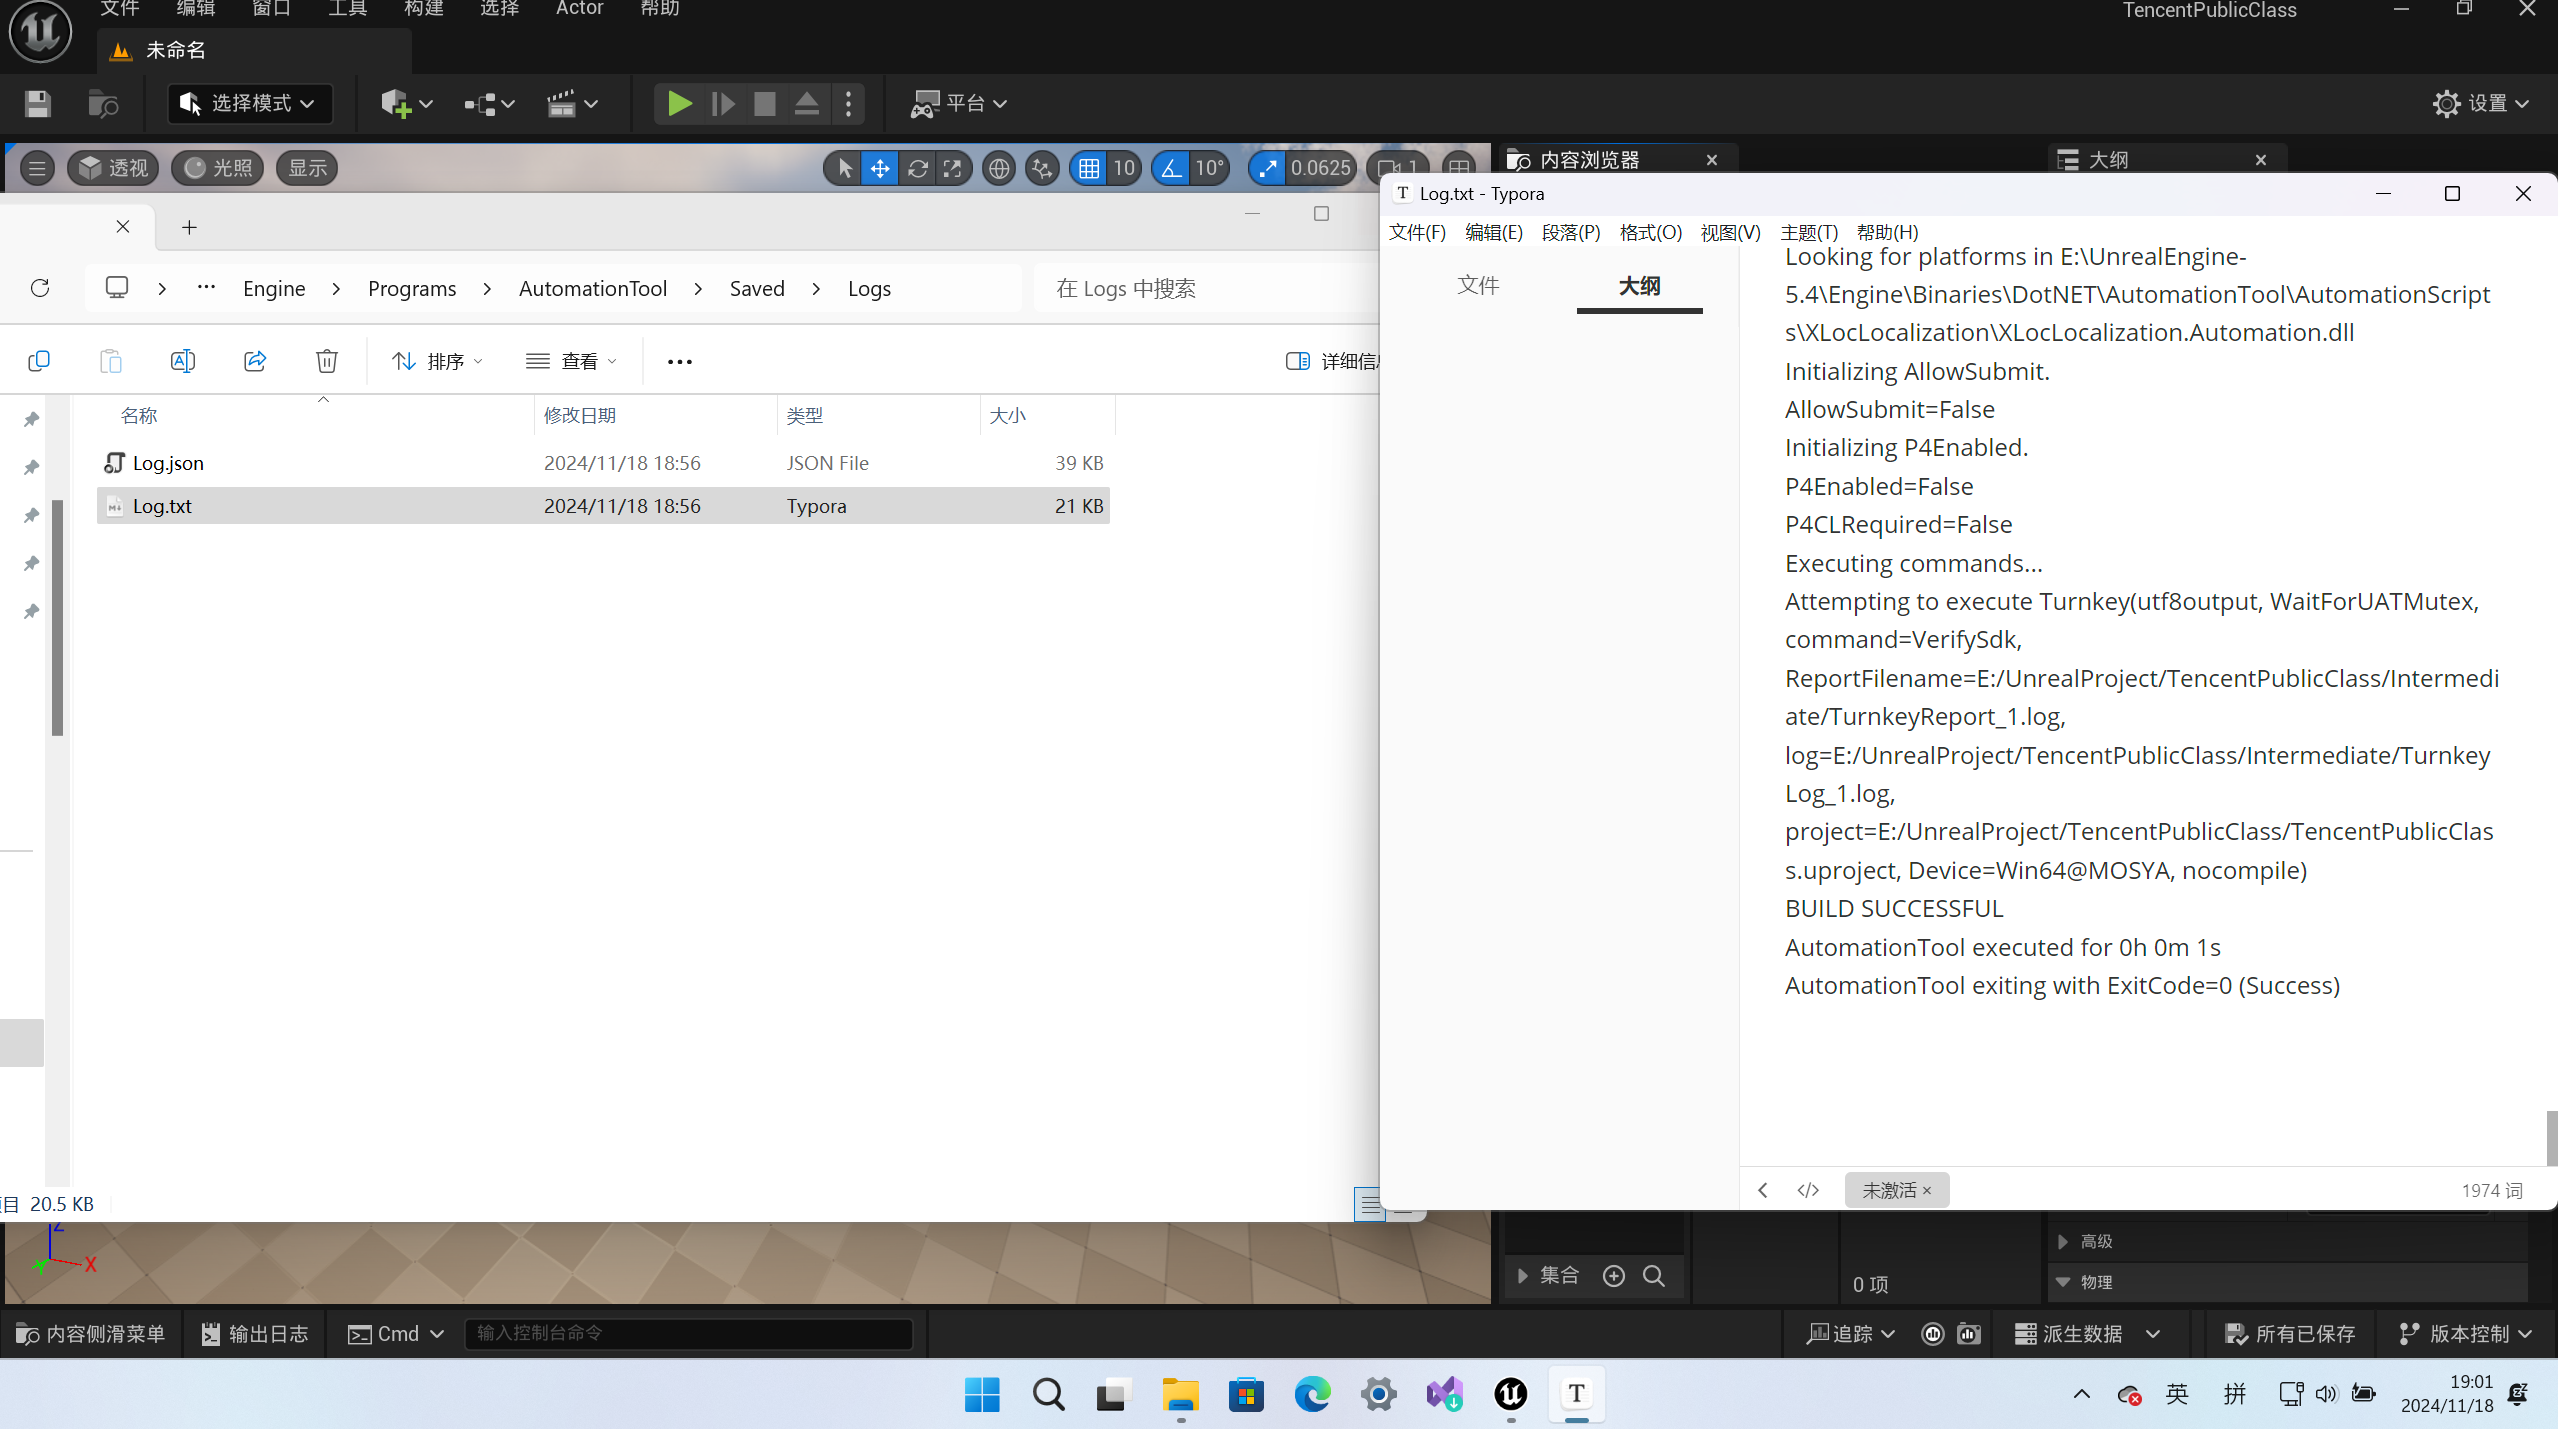 文件 编辑 窗口 工具 构建 选择 Actor 帮助
TencentPublicClass
未命名
选择模式
平台
设置
透视 光照 显示
10 10° 0.0625 1
内容浏览器
大纲
Log.txt - Typora
文件(F) 编辑(E) 段落(P) 格式(O) 视图(V) 主题(T) 帮助(H)
Engine Programs AutomationTool Saved Logs
在 Logs 中搜索
排序 查看 详细信息
名称 修改日期 类型 大小
Log.json 2024/11/18 18:56 JSON File 39 KB
Log.txt 2024/11/18 18:56 Typora 21 KB
20.5 KB
文件 大纲
Looking for platforms in E:\UnrealEngine-
5.4\Engine\Binaries\DotNET\AutomationTool\AutomationScript
s\XLocLocalization\XLocLocalization.Automation.dll
Initializing AllowSubmit.
AllowSubmit=False
Initializing P4Enabled.
P4Enabled=False
P4CLRequired=False
Executing commands...
Attempting to execute Turnkey(utf8output, WaitForUATMutex,
command=VerifySdk,
ReportFilename=E:/UnrealProject/TencentPublicClass/Intermedi
ate/TurnkeyReport_1.log,
log=E:/UnrealProject/TencentPublicClass/Intermediate/Turnkey
Log_1.log,
project=E:/UnrealProject/TencentPublicClass/TencentPublicClas
s.uproject, Device=Win64@MOSYA, nocompile)
BUILD SUCCESSFUL
AutomationTool executed for 0h 0m 1s
AutomationTool exiting with ExitCode=0 (Success)
未激活 ×
1974 词
Z
X
Y
集合
0 项
高级
物理
内容侧滑菜单 输出日志 Cmd 输入控制台命令
追踪 派生数据 所有已保存 版本控制
英 拼
19:01
2024/11/18